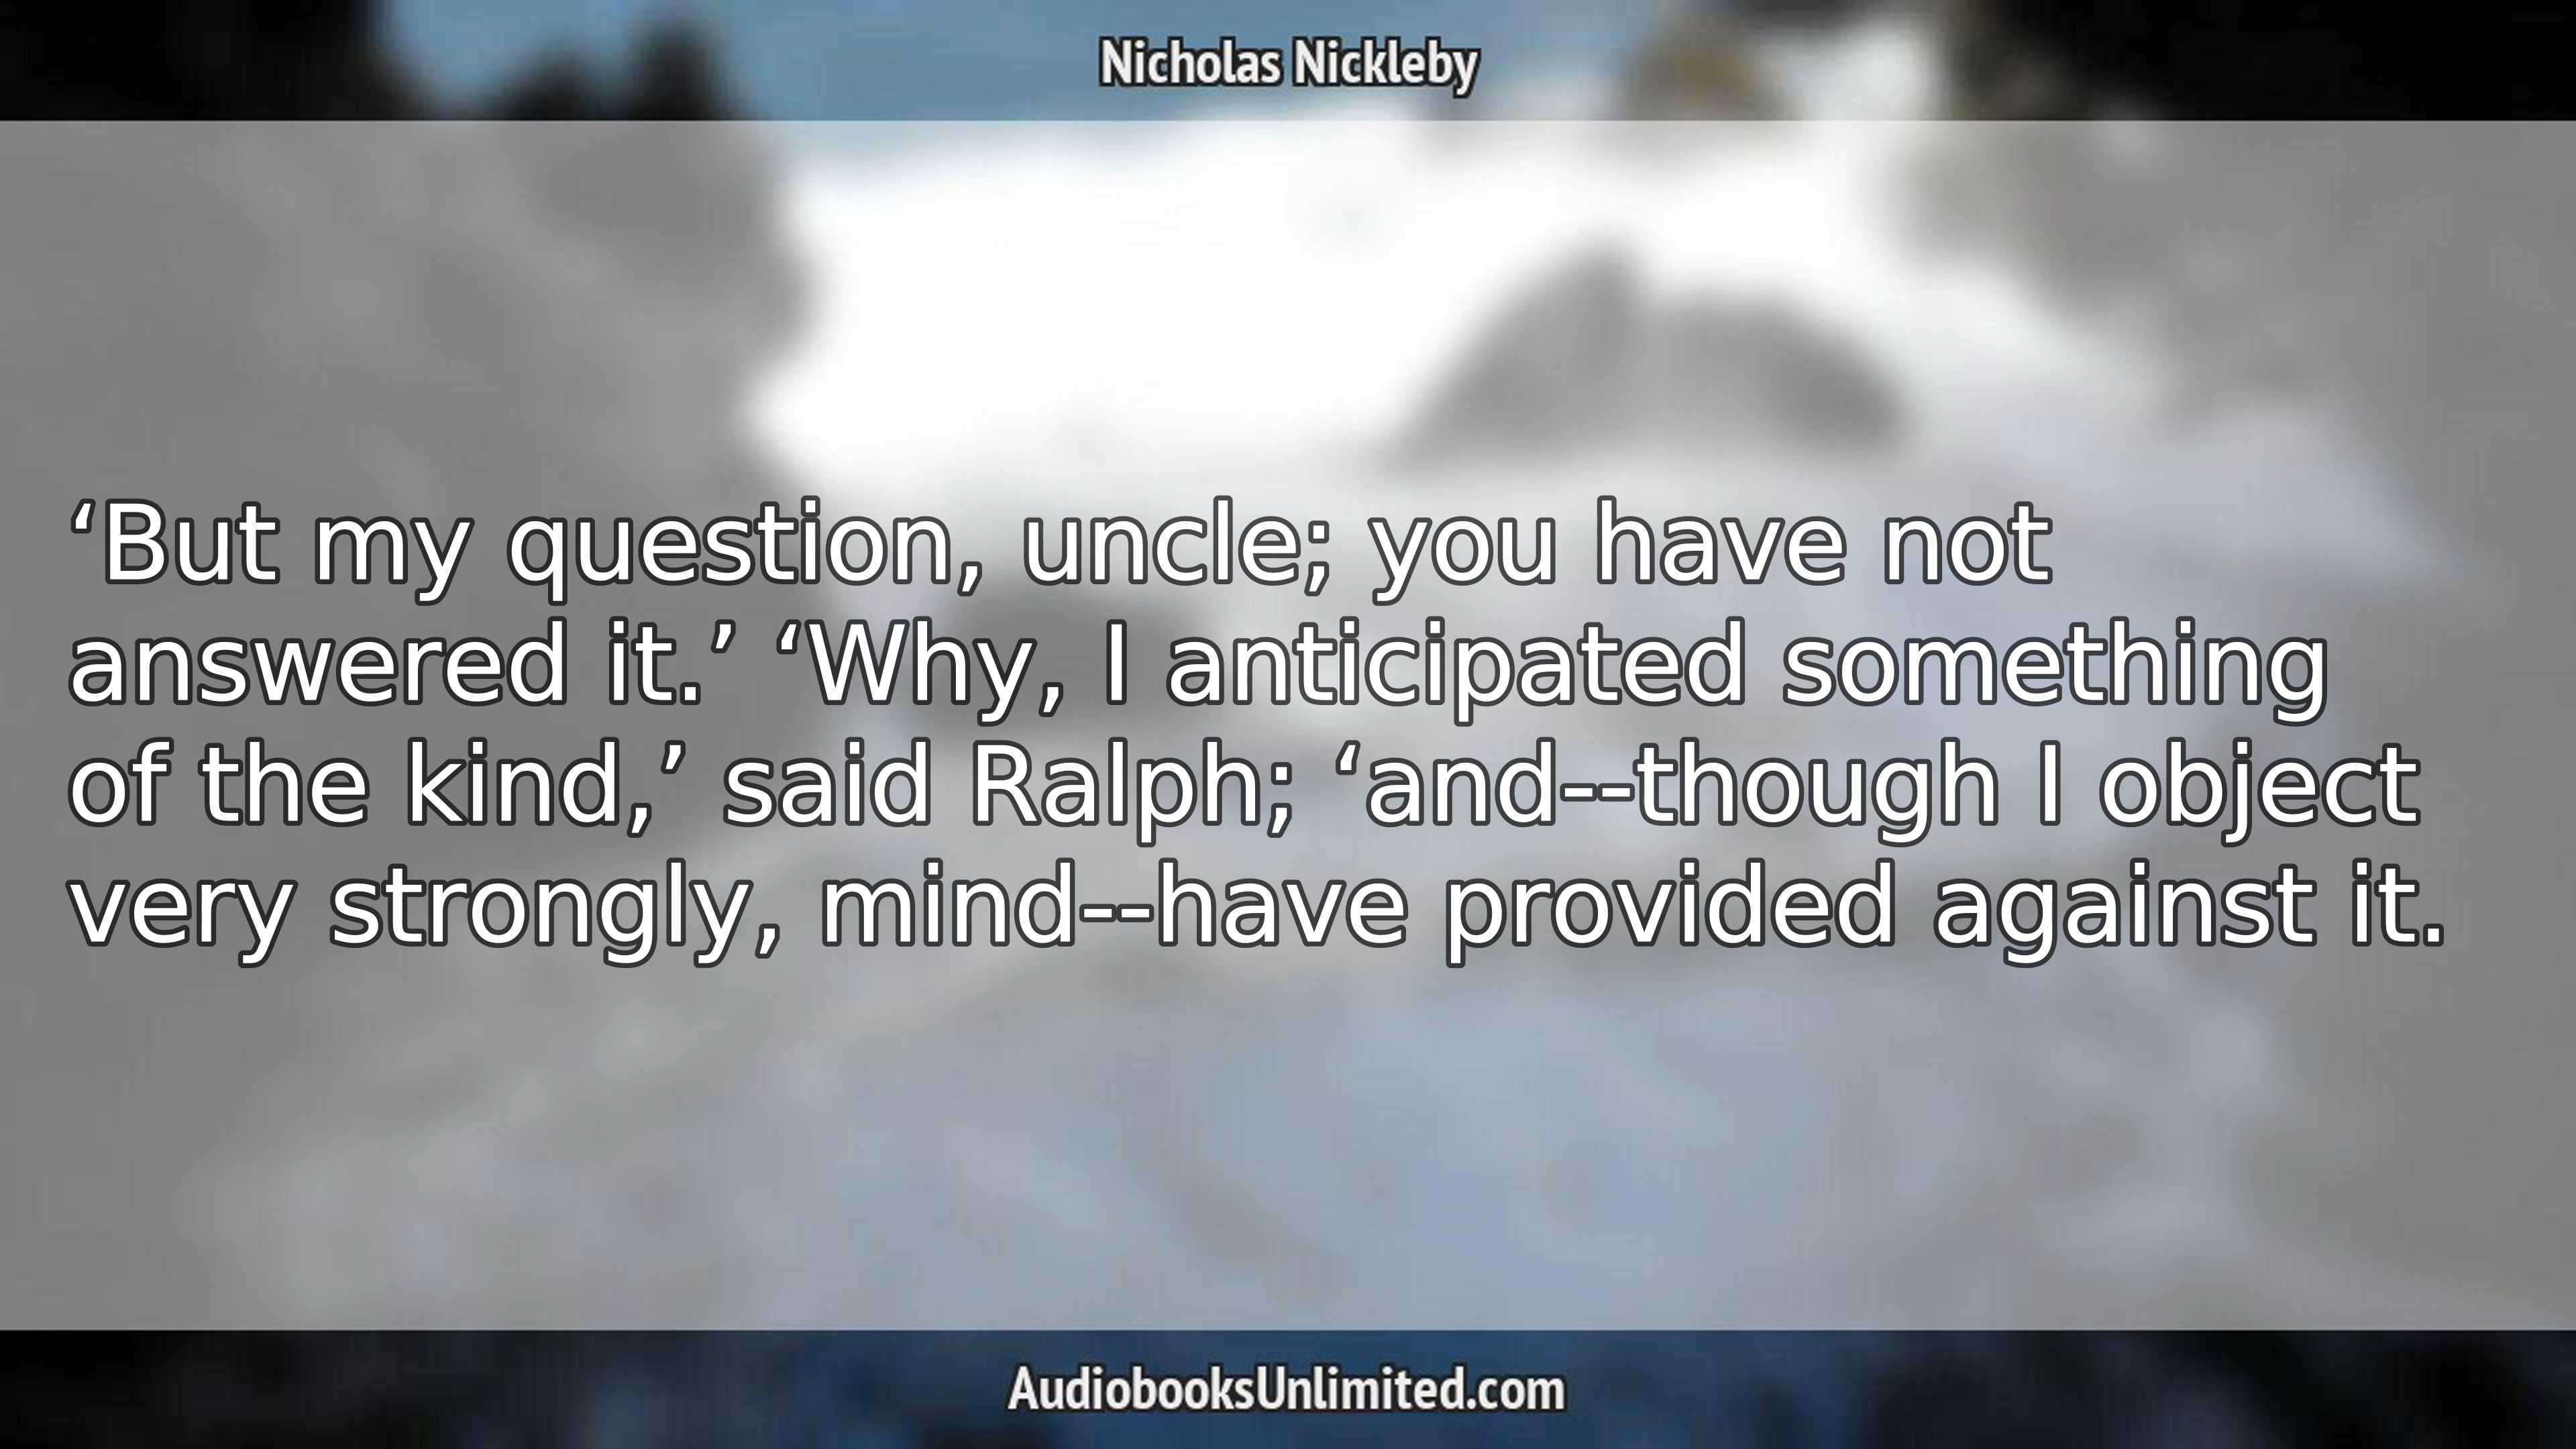 Nicholas Nickleby
‘But my question, uncle; you have not
answered it.’ ‘Why, I anticipated something
of the kind,’ said Ralph; ‘and--though I object
very strongly, mind--have provided against it.
AudiobooksUnlimited.com